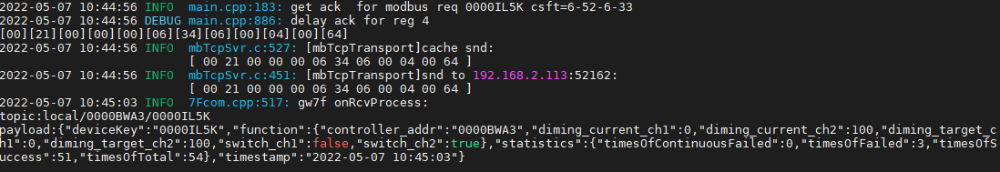 2022-05-07 10:44:56 INFO  main.cpp:183: get ack  for modbus req 0000IL5K csft=6-52-6-33
2022-05-07 10:44:56 DEBUG main.cpp:886: delay ack for reg 4
[00][21][00][00][00][06][34][06][00][04][00][64]
2022-05-07 10:44:56 INFO  mbTcpSvr.c:527: [mbTcpTransport]cache snd:
[ 00 21 00 00 00 06 34 06 00 04 00 64 ]
2022-05-07 10:44:56 INFO  mbTcpSvr.c:451: [mbTcpTransport]snd to 192.168.2.113:52162:
[ 00 21 00 00 00 06 34 06 00 04 00 64 ]
2022-05-07 10:45:03 INFO  7Fcom.cpp:517: gw7f onRcvProcess:
topic:local/0000BWA3/0000IL5K
payload:{"deviceKey":"0000IL5K","function":{"controller_addr":"0000BWA3","diming_current_ch1":0,"diming_current_ch2":100,"diming_target_c
h1":0,"diming_target_ch2":100,"switch_ch1":false,"switch_ch2":true},"statistics":{"timesOfContinuousFailed":0,"timesOfFailed":3,"timesOfS
uccess":51,"timesOfTotal":54},"timestamp":"2022-05-07 10:45:03"}